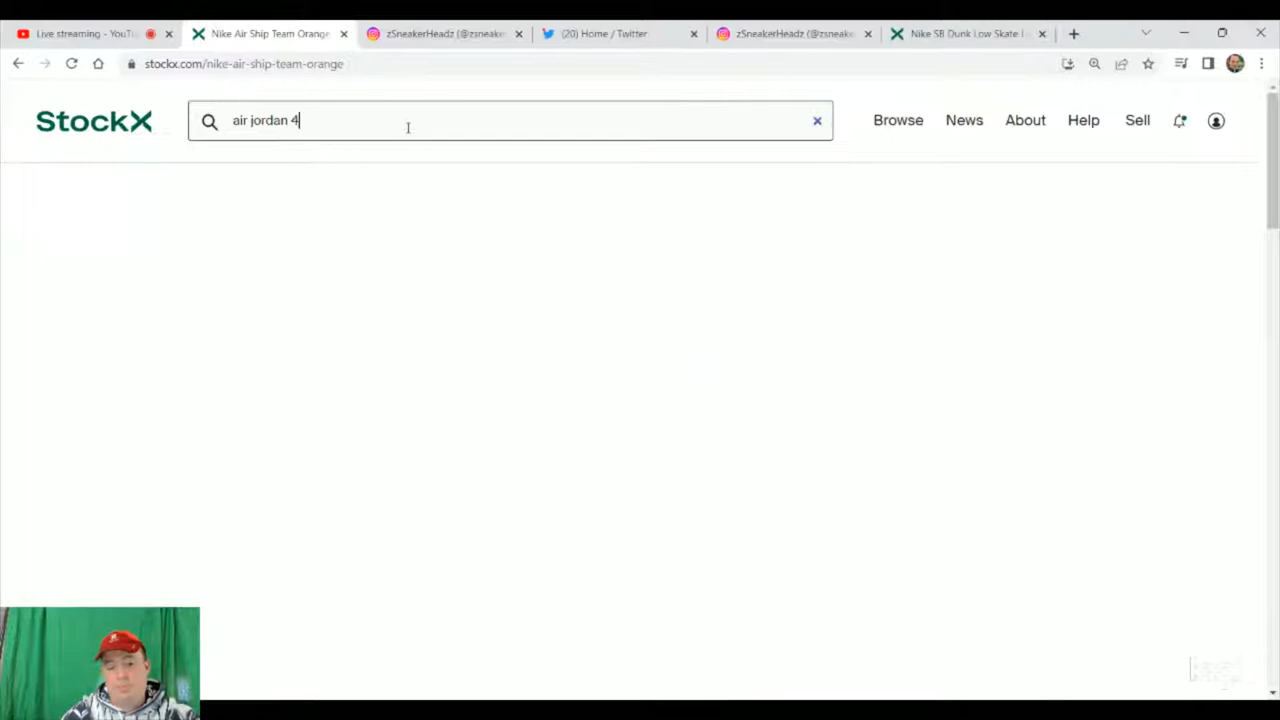 Live streaming - YouTu
Nike Air Ship Team Orange
zSneakerHeadz (@zsneake
(20) Home / Twitter
zSneakerHeadz (@zsneake
Nike SB Dunk Low Skate
stockx.com/nike-air-ship-team-orange
StockX
air jordan 4
Browse
News
About
Help
Sell